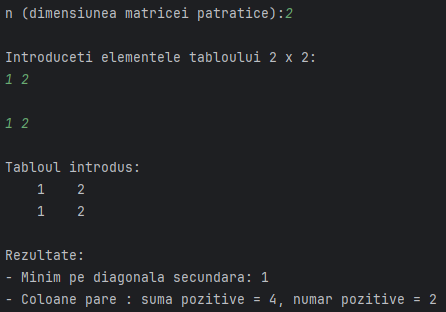 n (dimensiunea matricei patratice):2
Introduceti elementele tabloului 2 x 2:
1 2
1 2
Tabloul introdus:
1 2
1 2
Rezultate:
- Minim pe diagonala secundara: 1
- Coloane pare : suma pozitive = 4, numar pozitive = 2